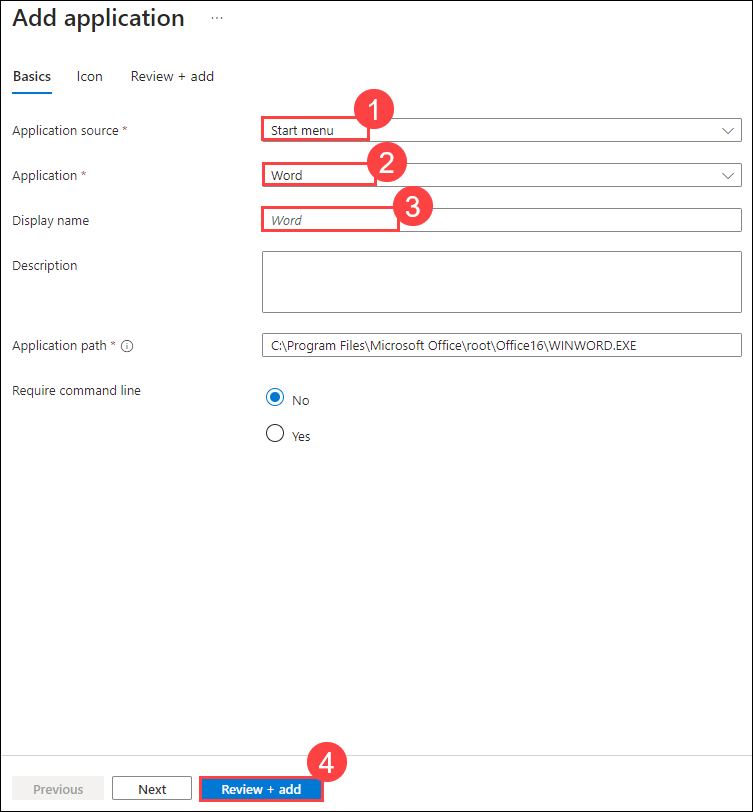 Add application ...
Basics Icon Review + add
1
Application source * Start menu
2
Application * Word
3
Display name Word
Description
Application path * C:\Program Files\Microsoft Office\root\Office16\WINWORD.EXE
Require command line
No
Yes
4
Previous Next Review + add